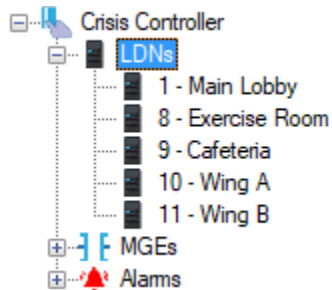 Crisis Controller
LDNs
1 - Main Lobby
8 - Exercise Room
9 - Cafeteria
10 - Wing A
11 - Wing B
MGEs
Alarms